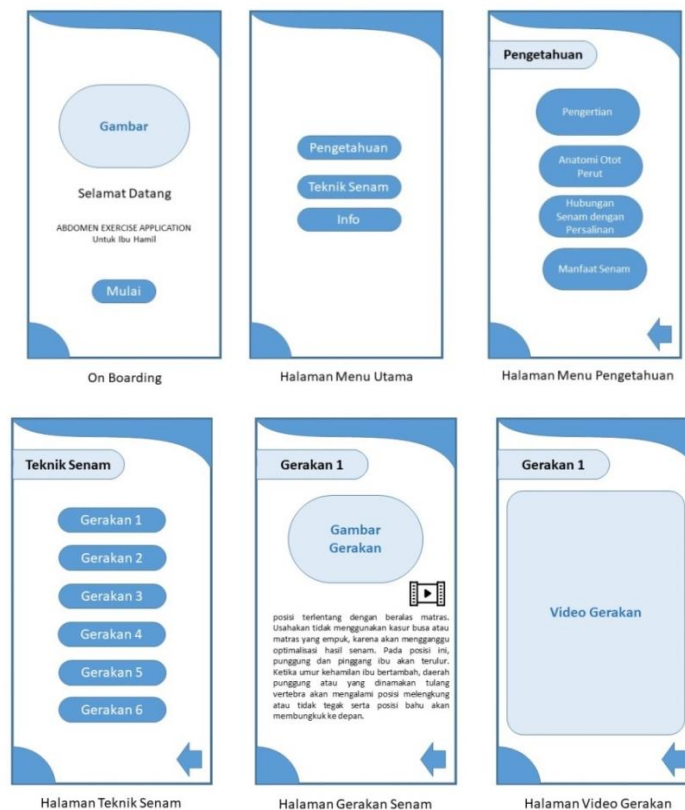 Gambar
Selamat Datang
ABDOMEN EXERCISE APPLICATION
Untuk Ibu Hamil
Mulai
On Boarding
Pengetahuan
Teknik Senam
Info
Halaman Menu Utama
Pengetahuan
Pengertian
Anatomi Otot
Perut
Hubungan
Senam dengan
Persalinan
Manfaat Senam
Halaman Menu Pengetahuan
Teknik Senam
Gerakan 1
Gerakan 2
Gerakan 3
Gerakan 4
Gerakan 5
Gerakan 6
Halaman Teknik Senam
Gerakan 1
Gambar
Gerakan
posisi terlentang dengan beralas matras.
Usahakan tidak menggunakan kasur busa atau
matras yang empuk, karena akan mengganggu
optimalisasi hasil senam. Pada posisi ini,
punggung dan pinggang ibu akan terulur.
Ketika umur kehamilan ibu bertambah, daerah
punggung atau yang dinamakan tulang
vertebra akan mengalami posisi melengkung
atau tidak tegak serta posisi bahu akan
membungkuk ke depan.
Halaman Gerakan Senam
Gerakan 1
Video Gerakan
Halaman Video Gerakan